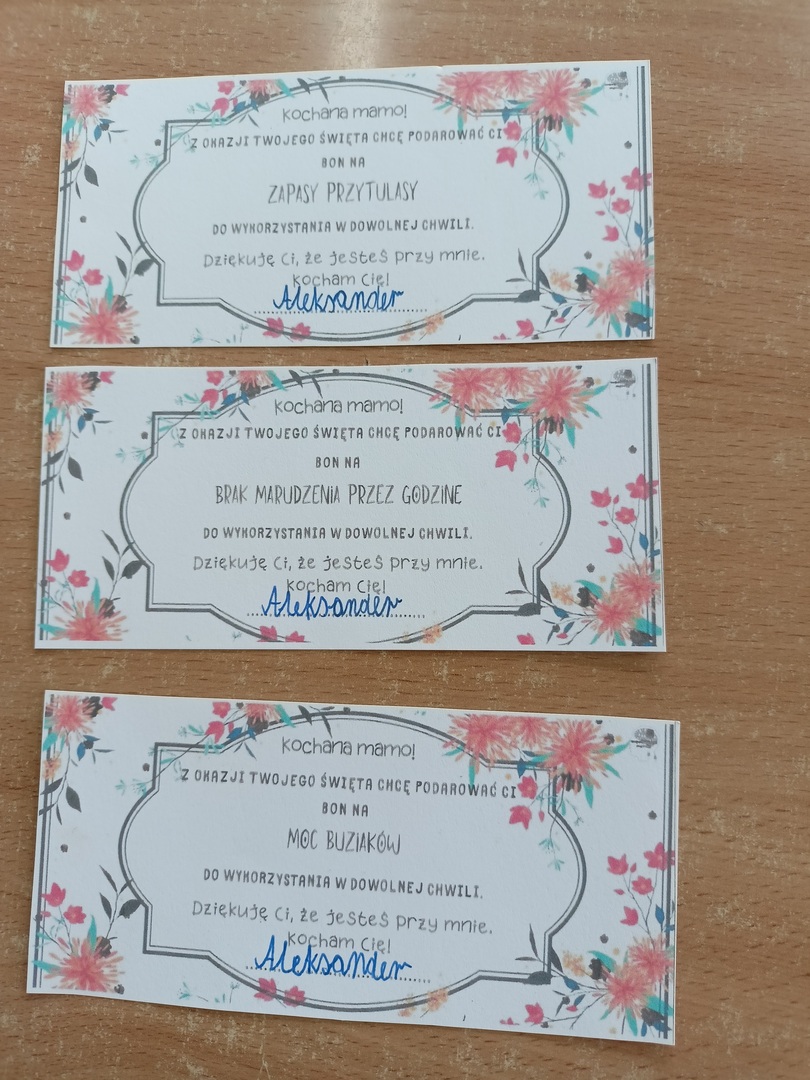 Kochana mamo!
Z OKAZJI TWOJEGO ŚWIĘTA CHCĘ PODAROWAĆ CI
BON NA
ZAPASY PRZYTULASY
DO WYKORZYSTANIA W DOWOLNEJ CHWILI.
Dziękuję Ci, że jesteś przy mnie.
Kocham Cię!
Aleksander
Kochana mamo!
Z OKAZJI TWOJEGO ŚWIĘTA CHCĘ PODAROWAĆ CI
BON NA
BRAK MARUDZENIA PRZEZ GODZINE
DO WYKORZYSTANIA W DOWOLNEJ CHWILI.
Dziękuję Ci, że jesteś przy mnie.
Kocham Cię!
Aleksander
Kochana mamo!
Z OKAZJI TWOJEGO ŚWIĘTA CHCĘ PODAROWAĆ CI
BON NA
MOC BUZIAKÓW
DO WYKORZYSTANIA W DOWOLNEJ CHWILI.
Dziękuję Ci, że jesteś przy mnie.
Kocham Cię!
Aleksander